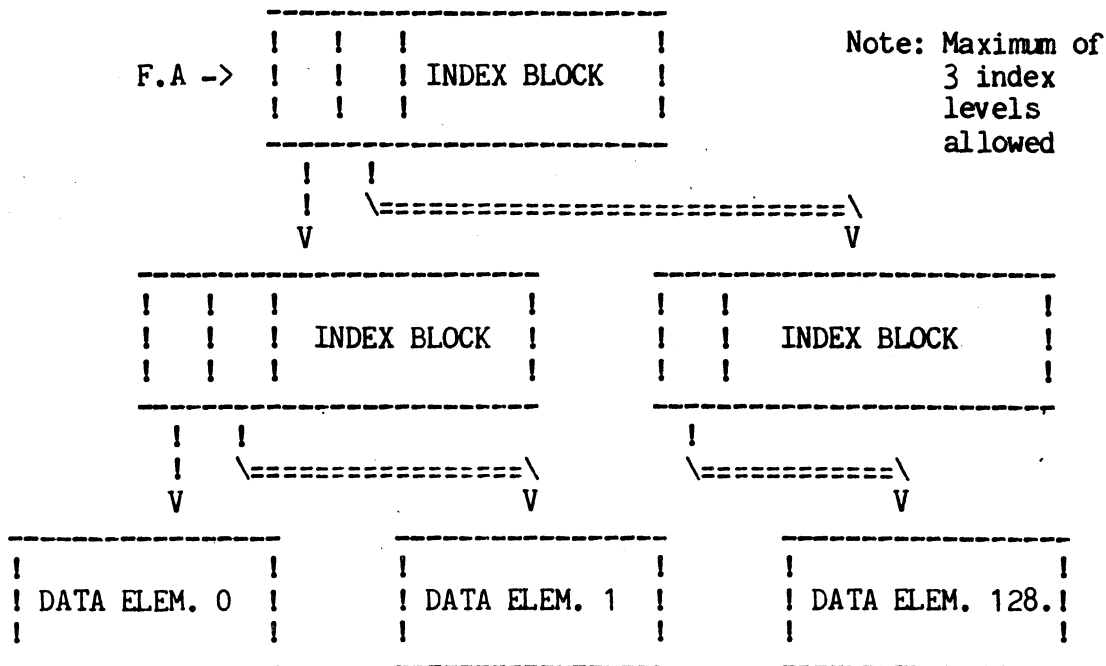 Note: Maximum of
3 index
levels
allowed
F.A -> INDEX BLOCK
INDEX BLOCK
INDEX BLOCK
DATA ELEM. 0
DATA ELEM. 1
DATA ELEM. 128.